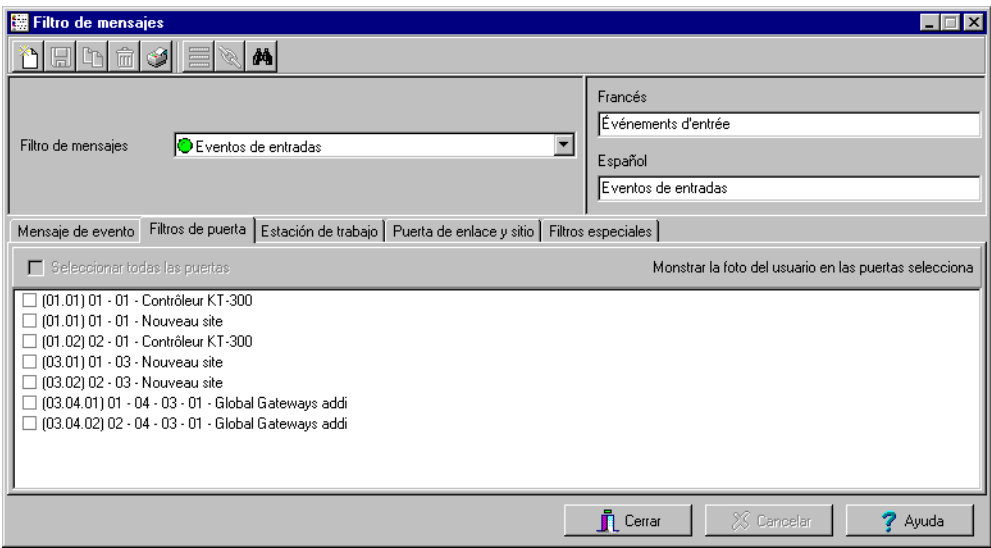 Filtro de mensajes
Francés
Événements d'entrée
Filtro de mensajes
Eventos de entradas
Español
Eventos de entradas
Mensaje de evento Filtros de puerta Estación de trabajo Puerta de enlace y sitio Filtros especiales
Seleccionar todas las puertas Monstrar la foto del usuario en las puertas selecciona
(01.01) 01 - 01 - Contrôleur KT-300
(01.01) 01 - 01 - Nouveau site
(01.02) 02 - 01 - Contrôleur KT-300
(03.01) 01 - 03 - Nouveau site
(03.02) 02 - 03 - Nouveau site
(03.04.01) 01 - 04 - 03 - 01 - Global Gateways addi
(03.04.02) 02 - 04 - 03 - 01 - Global Gateways addi
Cerrar Cancelar Ayuda